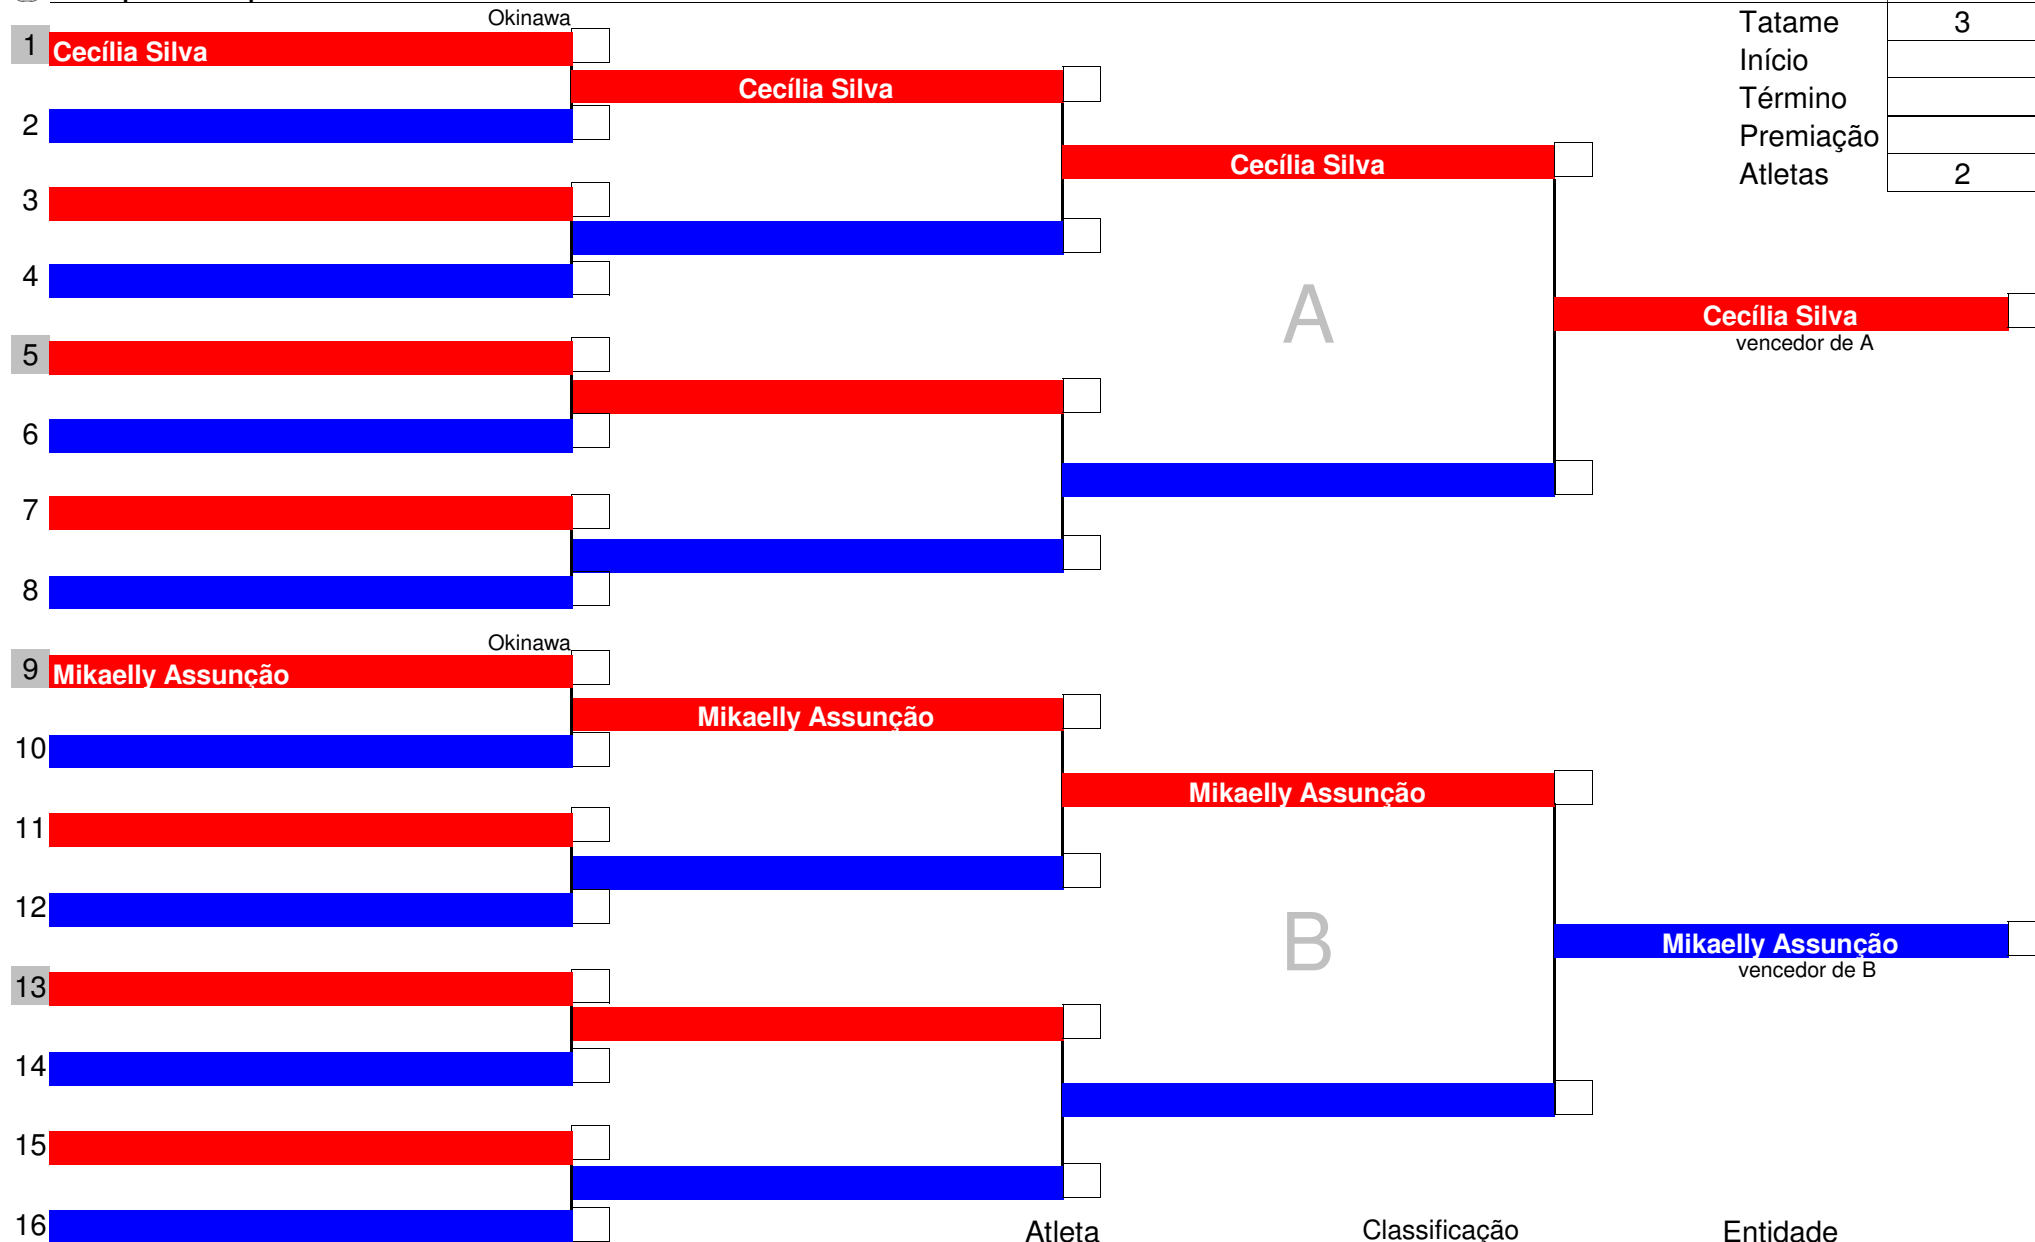 Okinawa
Tatame 3
1 Cecília Silva
Início
Cecília Silva
Término
2
Premiação
Cecília Silva
Atletas 2
3
4
A
Cecília Silva
vencedor de A
5
6
7
8
Okinawa
9 Mikaelly Assunção
Mikaelly Assunção
10
Mikaelly Assunção
11
12
B
Mikaelly Assunção
vencedor de B
13
14
15
16
Atleta Classificação Entidade